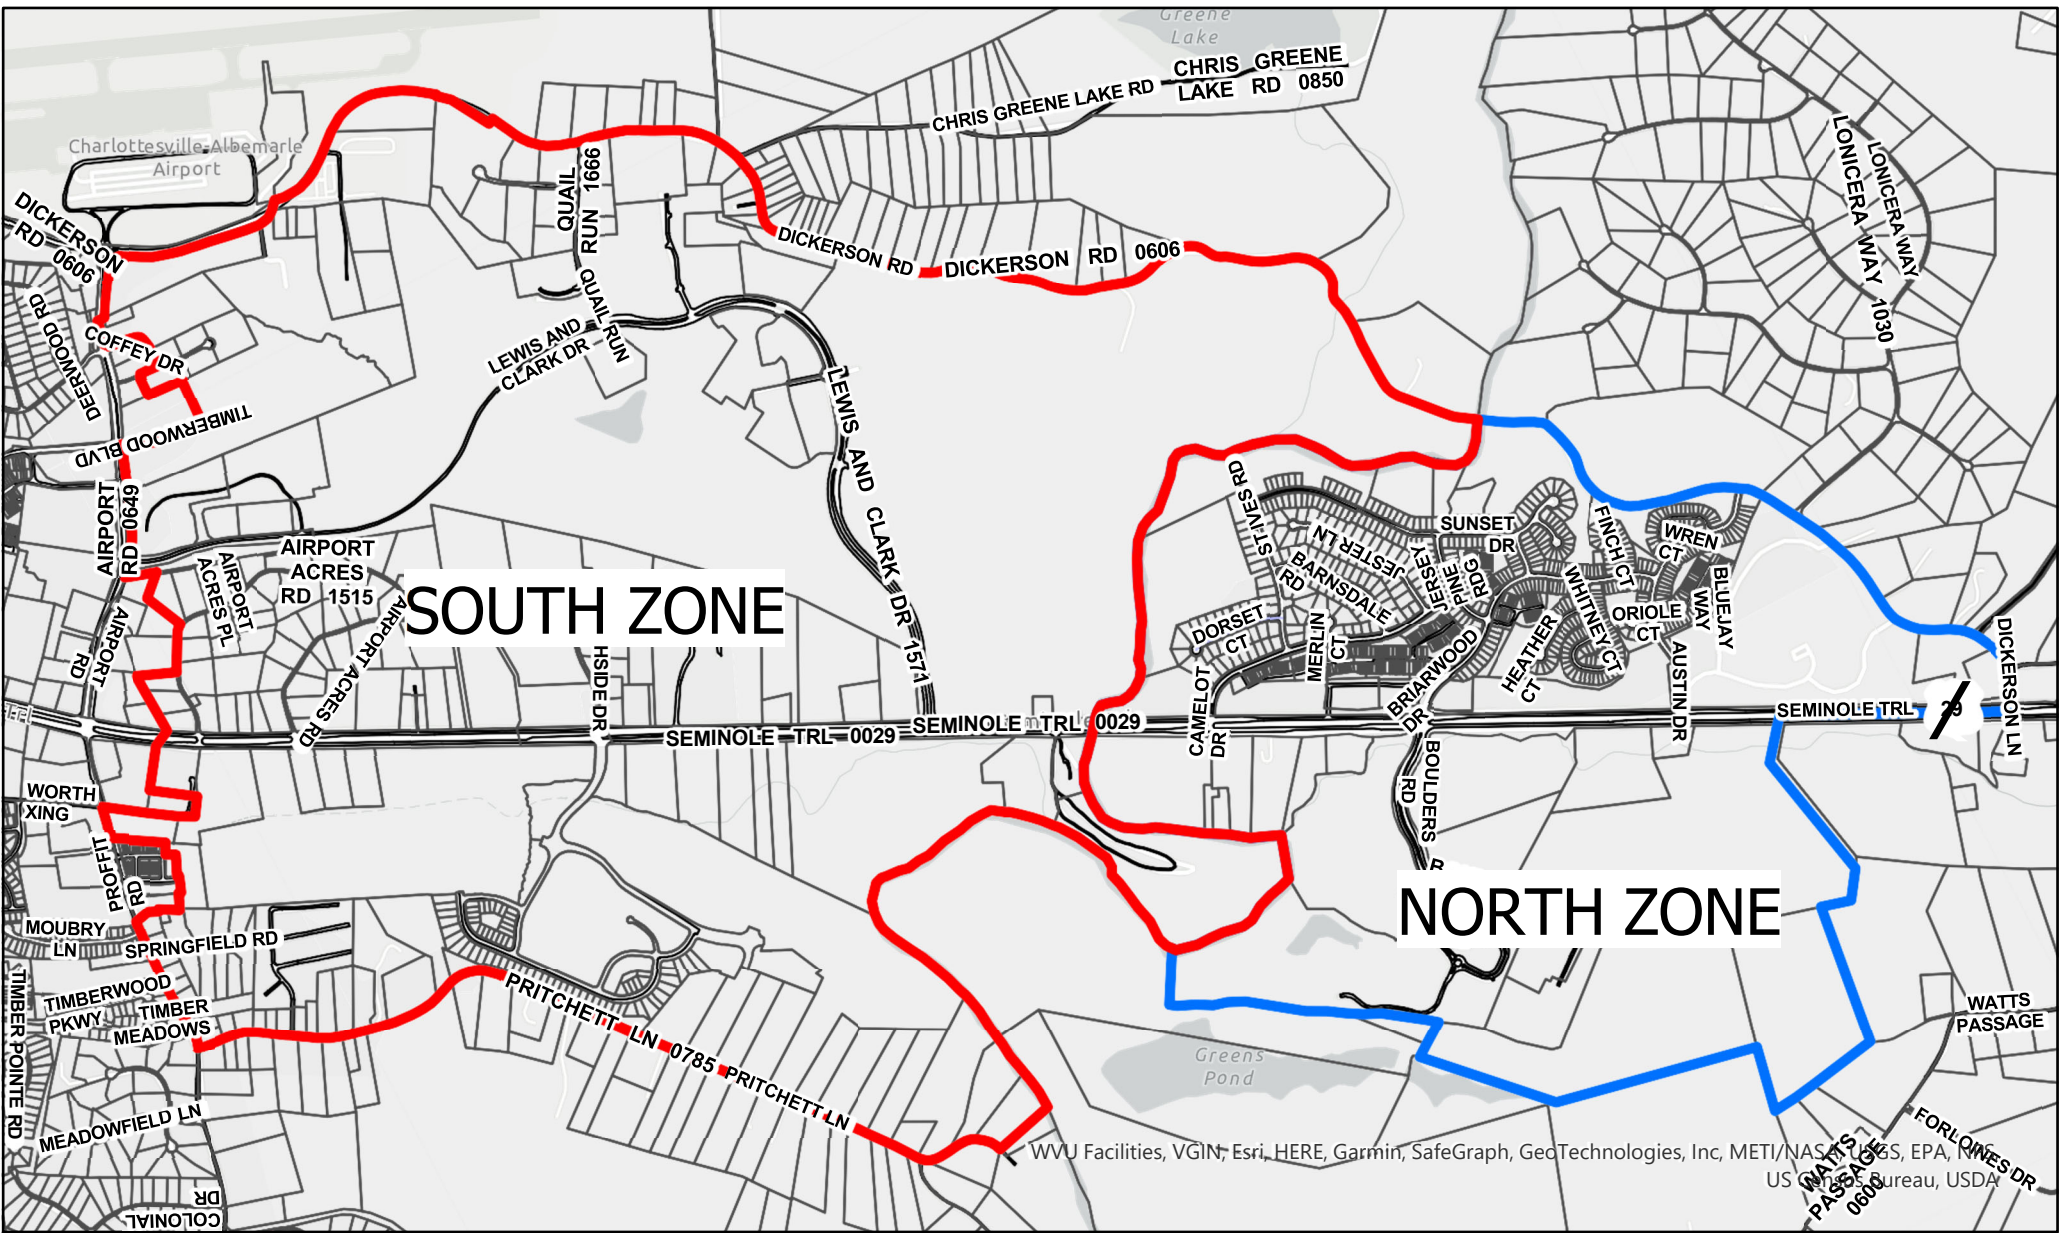 Greene
Lake
CHRIS GREENE
LAKE RD 0850
CHRIS GREENE LAKE RD
LONICERA WAY
LONICERA WAY 1030
Charlottesville-Albemarle
Airport
DICKERSON
RD 0606
QUAIL
RUN 1666
QUAIL RUN
DICKERSON RD
DICKERSON RD 0606
DEERWOOD RD
COFFEY DR
LEWIS AND
CLARK DR
TIMBERWOOD BLVD
LEWIS AND CLARK DR 1571
AIRPORT
RD 0649
AIRPORT
ACRES
RD 1515
AIRPORT
ACRES PL
AIRPORT
RD
AIRPORT ACRES RD
SOUTH ZONE
HSIDE DR
ST IVES RD
JESTER LN
BARNSDALE
RD
SUNSET
DR
JERSEY
PINE
RDG
FINCH CT
WREN
CT
BLUEJAY
WAY
WHITNEY CT
ORIOLE
CT
DORSET
CT
MERLIN
CT
HEATHER
CT
BRIARWOOD
DR
AUSTIN DR
CAMELOT
DR
DICKERSON LN
Trl
SEMINOLE TRL 0029
SEMINOLE TRL 0029
SEMINOLE TRL
29
BOULDERS
RD
B
WORTH
XING
PROFFIT
RD
NORTH ZONE
MOUBRY
LN
SPRINGFIELD RD
TIMBERWOOD
PKWY
TIMBER
MEADOWS
TIMBER POINTE RD
PRITCHETT LN 0785
PRITCHETT LN
Greens
Pond
WATTS
PASSAGE
MEADOWFIELD LN
COLONIAL
DR
FORLOINES DR
WATTS
PASSAGE
0600
WVU Facilities, VGIN, Esri, HERE, Garmin, SafeGraph, GeoTechnologies, Inc, METI/NASA, USGS, EPA, NPS,
US Census Bureau, USDA